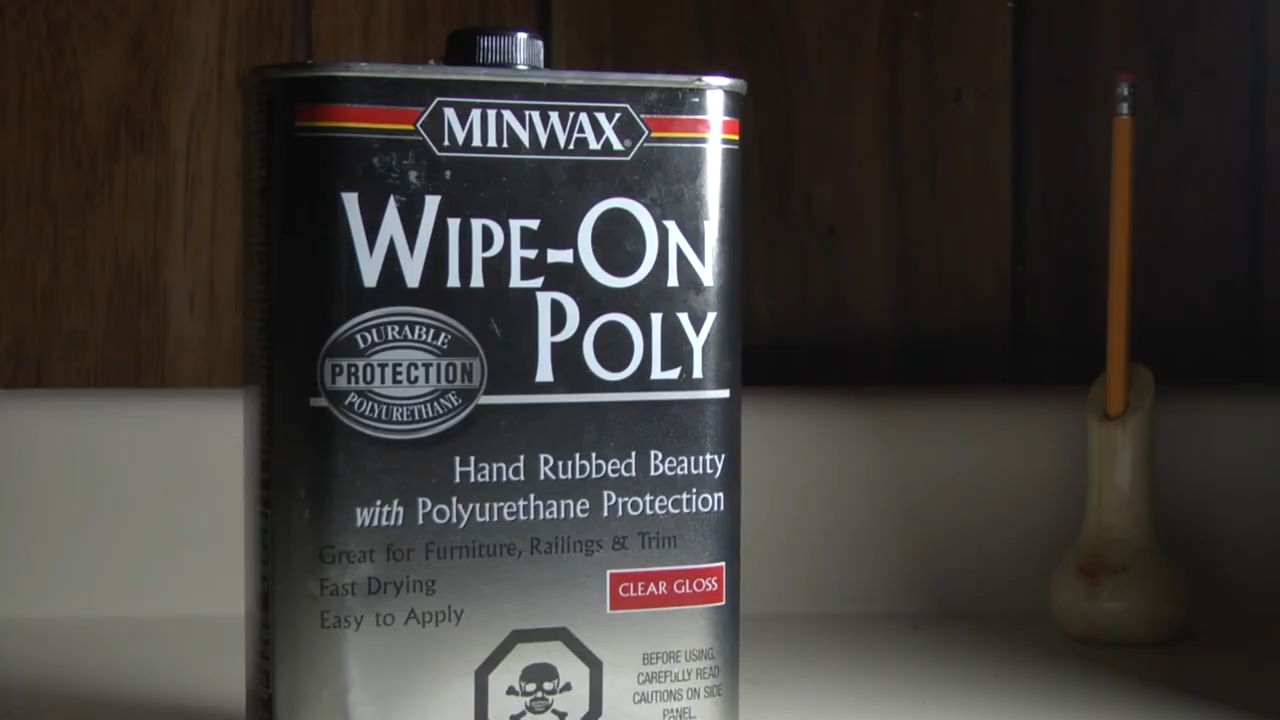 MINWAX®
WIPE-ON
POLY
DURABLE
PROTECTION
POLYURETHANE
Hand Rubbed Beauty
with Polyurethane Protection
Great for Furniture, Railings & Trim
Fast Drying
Easy to Apply
CLEAR GLOSS
BEFORE USING,
CAREFULLY READ
CAUTIONS ON SIDE
PANEL.